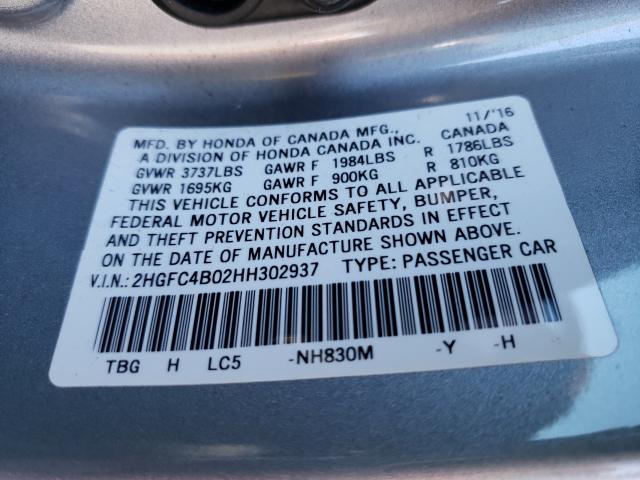 11/'16
MFD. BY HONDA OF CANADA MFG., CANADA
A DIVISION OF HONDA CANADA INC.
GVWR 3737LBS GAWR F 1984LBS R 1786LBS
GVWR 1695KG GAWR F 900KG R 810KG
THIS VEHICLE CONFORMS TO ALL APPLICABLE
FEDERAL MOTOR VEHICLE SAFETY, BUMPER,
AND THEFT PREVENTION STANDARDS IN EFFECT
ON THE DATE OF MANUFACTURE SHOWN ABOVE.
V.I.N.: 2HGFC4B02HH302937 TYPE: PASSENGER CAR
TBG H LC5 -NH830M -Y -H